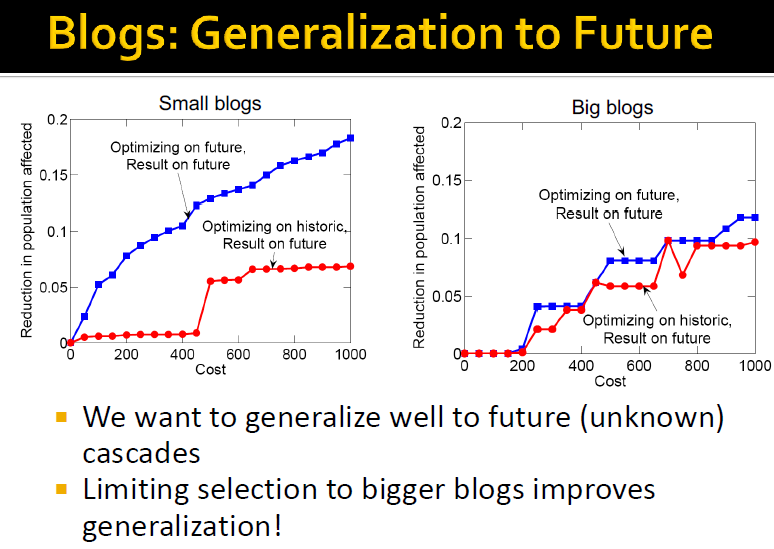 Blogs: Generalization to Future
Small blogs
Reduction in population affected
0.2
0.15
0.1
0.05
0
Optimizing on future,
Result on future
Optimizing on historic,
Result on future
0 200 400 600 800 1000
Cost
Big blogs
Reduction in population affected
0.2
0.15
0.1
0.05
0
Optimizing on future,
Result on future
Optimizing on historic,
Result on future
0 200 400 600 800 1000
Cost
We want to generalize well to future (unknown)
cascades
Limiting selection to bigger blogs improves
generalization!